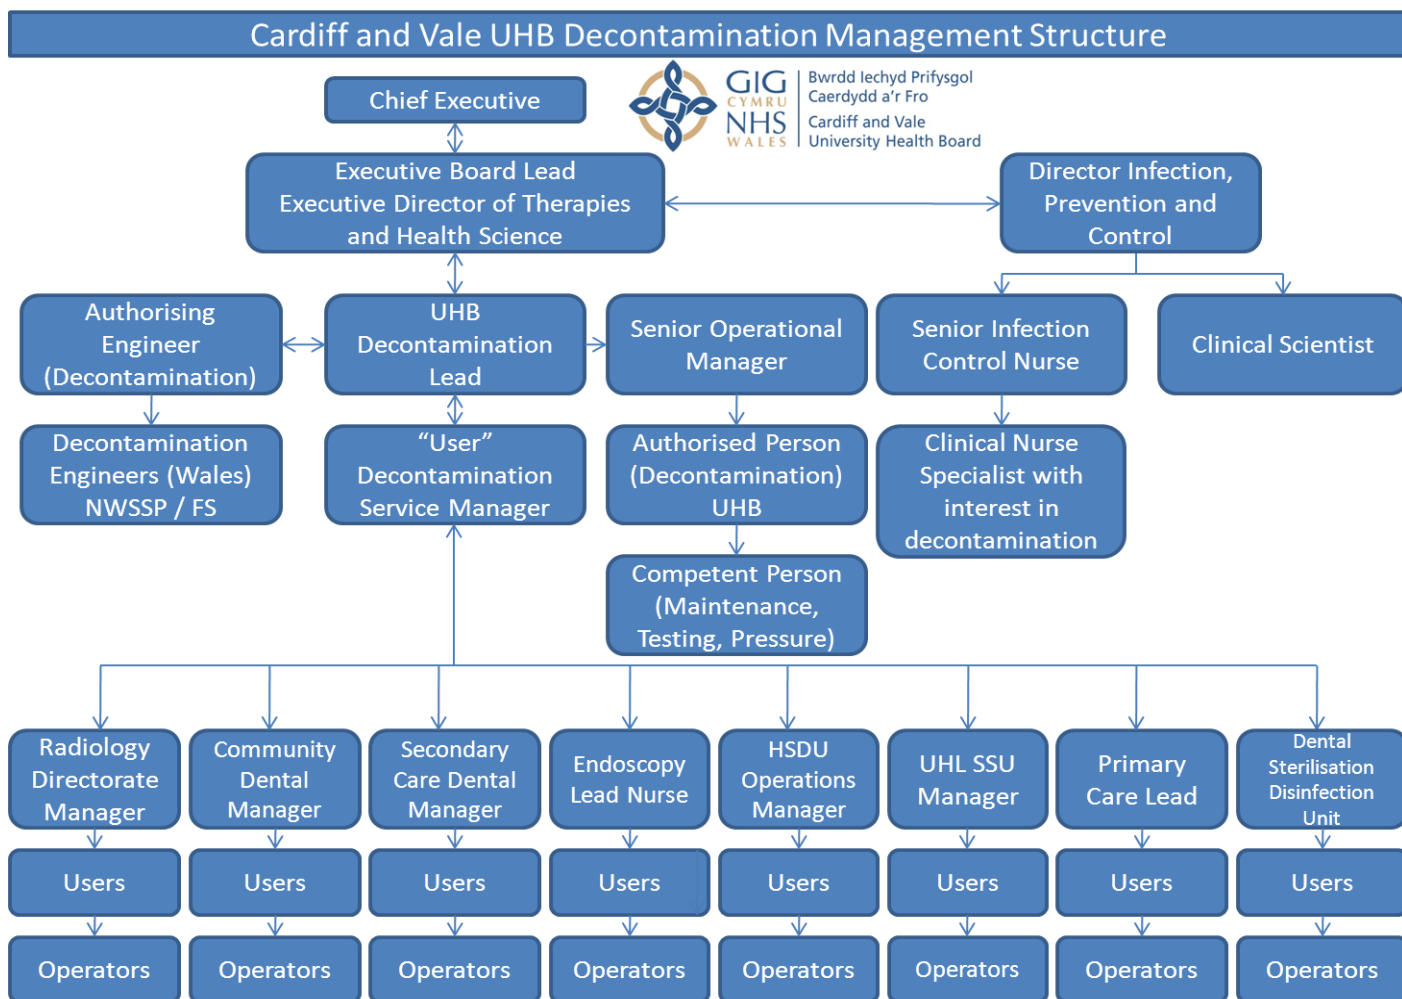 Cardiff and Vale UHB Decontamination Management Structure
Chief Executive
GIG
CYMRU
NHS
WALES
Bwrdd Iechyd Prifysgol
Caerdydd a'r Fro
Cardiff and Vale
University Health Board
Executive Board Lead
Executive Director of Therapies
and Health Science
Director Infection,
Prevention and
Control
Authorising
Engineer
(Decontamination)
UHB
Decontamination
Lead
Senior Operational
Manager
Senior Infection
Control Nurse
Clinical Scientist
Decontamination
Engineers (Wales)
NWSSP / FS
“User”
Decontamination
Service Manager
Authorised Person
(Decontamination)
UHB
Clinical Nurse
Specialist with
interest in
decontamination
Competent Person
(Maintenance,
Testing, Pressure)
Radiology
Directorate
Manager
Community
Dental
Manager
Secondary
Care Dental
Manager
Endoscopy
Lead Nurse
HSDU
Operations
Manager
UHL SSU
Manager
Primary
Care Lead
Dental
Sterilisation
Disinfection
Unit
Users
Users
Users
Users
Users
Users
Users
Users
Operators
Operators
Operators
Operators
Operators
Operators
Operators
Operators